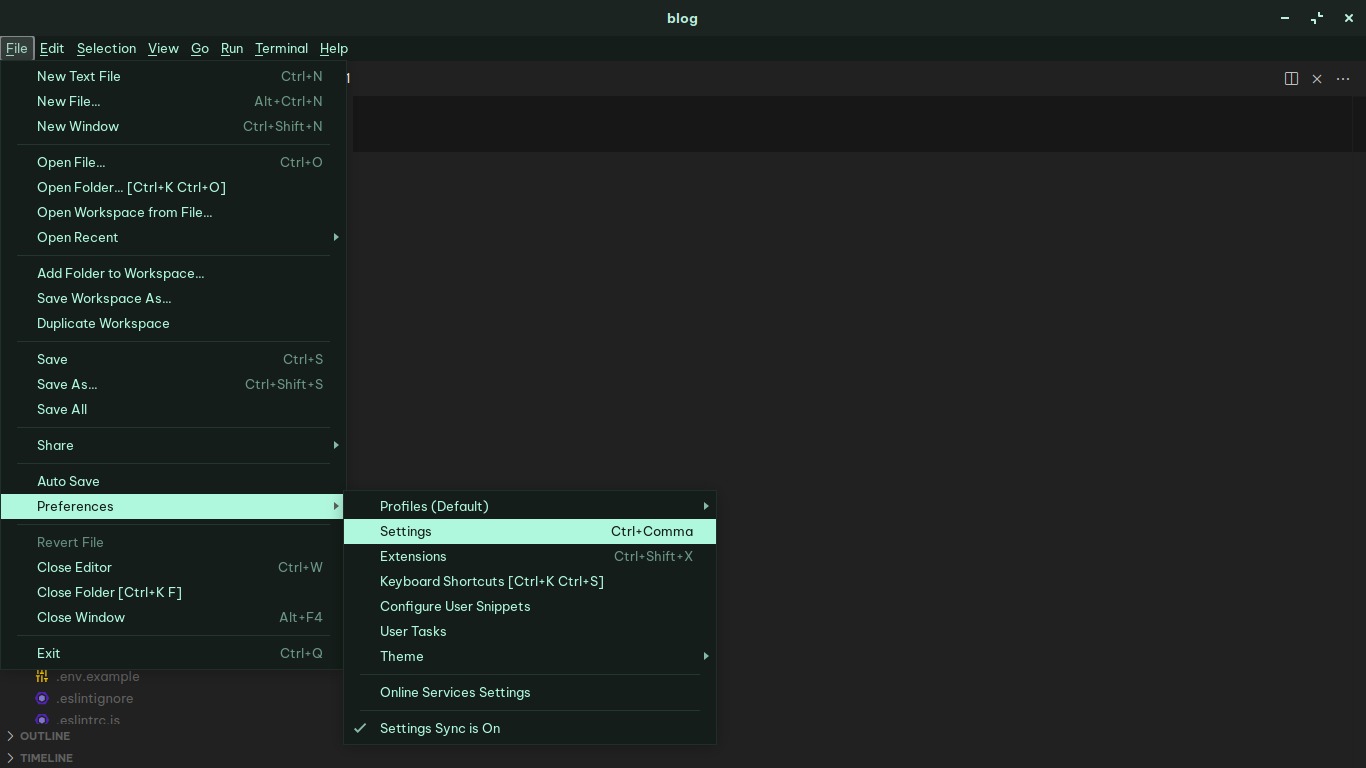 blog
File Edit Selection View Go Run Terminal Help
New Text File Ctrl+N
New File... Alt+Ctrl+N
New Window Ctrl+Shift+N
Open File... Ctrl+O
Open Folder... [Ctrl+K Ctrl+O]
Open Workspace from File...
Open Recent
Add Folder to Workspace...
Save Workspace As...
Duplicate Workspace
Save Ctrl+S
Save As... Ctrl+Shift+S
Save All
Share
Auto Save
Preferences
Revert File
Close Editor Ctrl+W
Close Folder [Ctrl+K F]
Close Window Alt+F4
Exit Ctrl+Q
Profiles (Default)
Settings Ctrl+Comma
Extensions Ctrl+Shift+X
Keyboard Shortcuts [Ctrl+K Ctrl+S]
Configure User Snippets
User Tasks
Theme
Online Services Settings
Settings Sync is On
.env.example
.eslintignore
.eslintrc.js
OUTLINE
TIMELINE